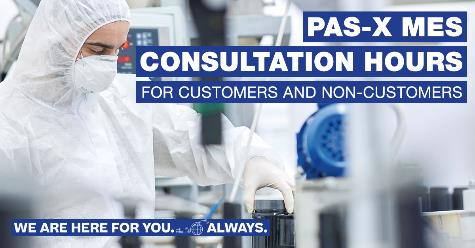 PAS-X MES
CONSULTATION HOURS
FOR CUSTOMERS AND NON-CUSTOMERS
WE ARE HERE FOR YOU. ALWAYS.